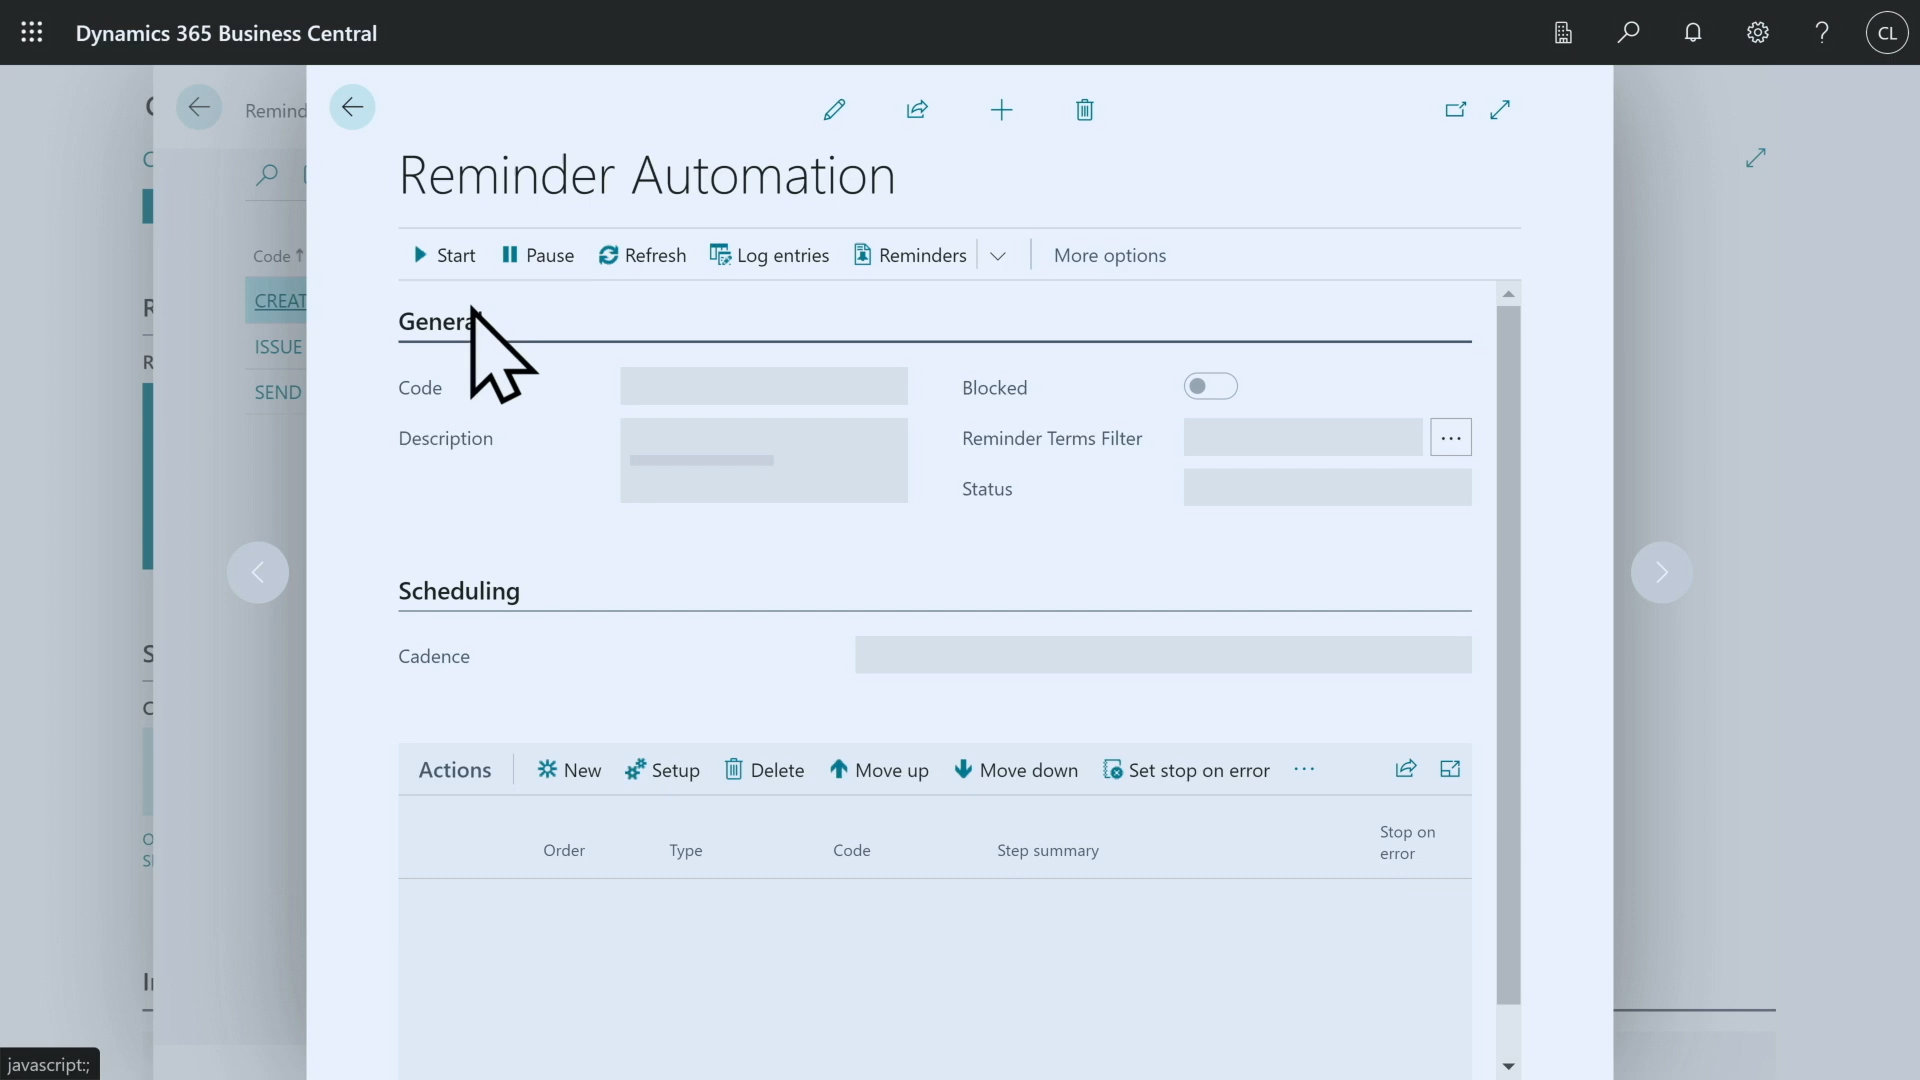 Dynamics 365 Business Central
CL
Remind
Reminder Automation
Start Pause Refresh Log entries Reminders More options
Code
CREAT
ISSUE
SEND
General
Code
Description
Blocked
Reminder Terms Filter
Status
Scheduling
Cadence
Actions New Setup Delete Move up Move down Set stop on error
Order Type Code Step summary Stop on
error
javascript:;